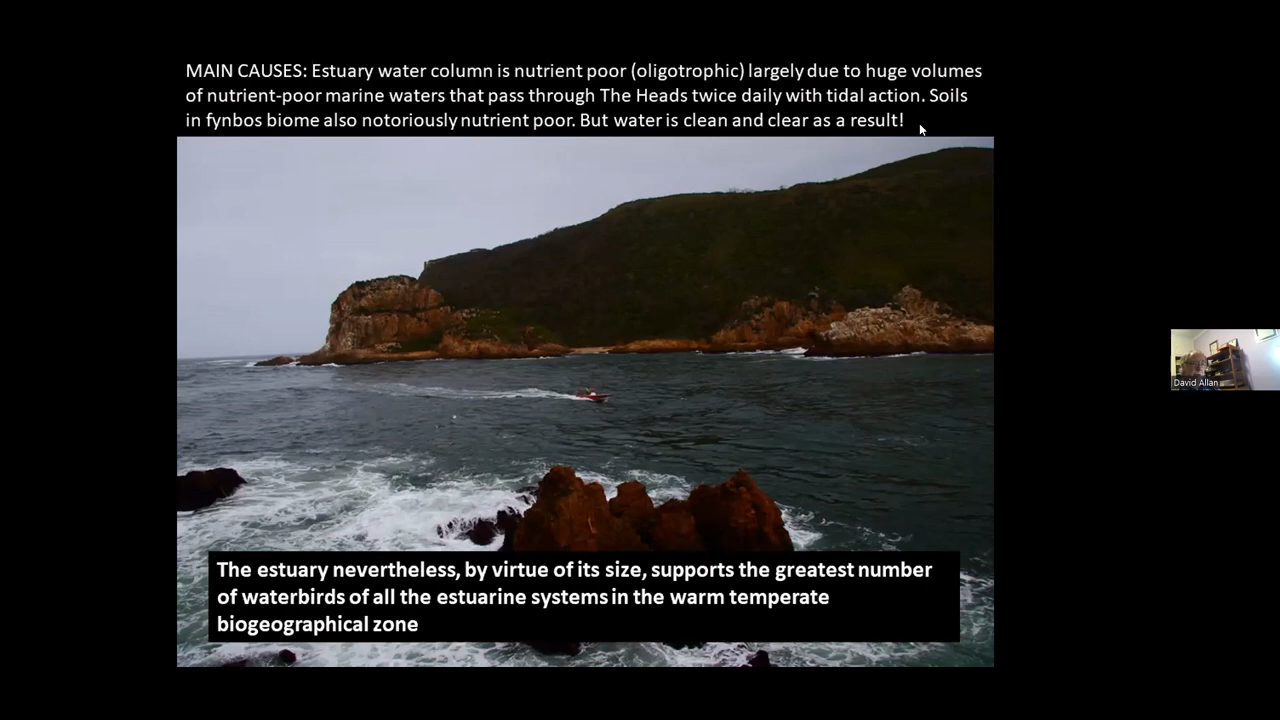 MAIN CAUSES: Estuary water column is nutrient poor (oligotrophic) largely due to huge volumes
of nutrient-poor marine waters that pass through The Heads twice daily with tidal action. Soils
in fynbos biome also notoriously nutrient poor. But water is clean and clear as a result!
David Allan
The estuary nevertheless, by virtue of its size, supports the greatest number
of waterbirds of all the estuarine systems in the warm temperate
biogeographical zone